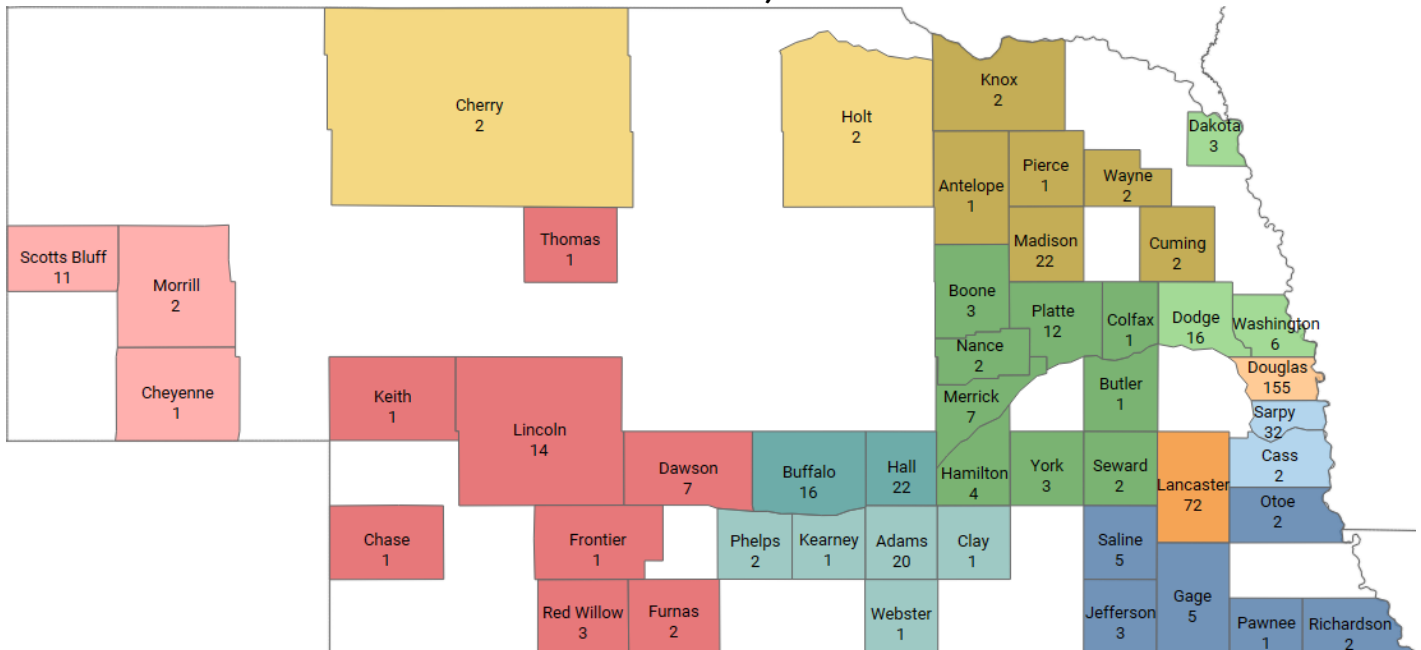 Cherry
2
Holt
2
Knox
2
Dakota
3
Antelope
1
Pierce
1
Wayne
2
Scotts Bluff
11
Morrill
2
Thomas
1
Madison
22
Cuming
2
Boone
3
Platte
12
Colfax
1
Dodge
16
Washington
6
Nance
2
Douglas
155
Cheyenne
1
Keith
1
Lincoln
14
Merrick
7
Butler
1
Sarpy
32
Dawson
7
Buffalo
16
Hall
22
Hamilton
4
York
3
Seward
2
Lancaster
72
Cass
2
Otoe
2
Chase
1
Frontier
1
Phelps
2
Kearney
1
Adams
20
Clay
1
Saline
5
Red Willow
3
Furnas
2
Webster
1
Jefferson
3
Gage
5
Pawnee
1
Richardson
2